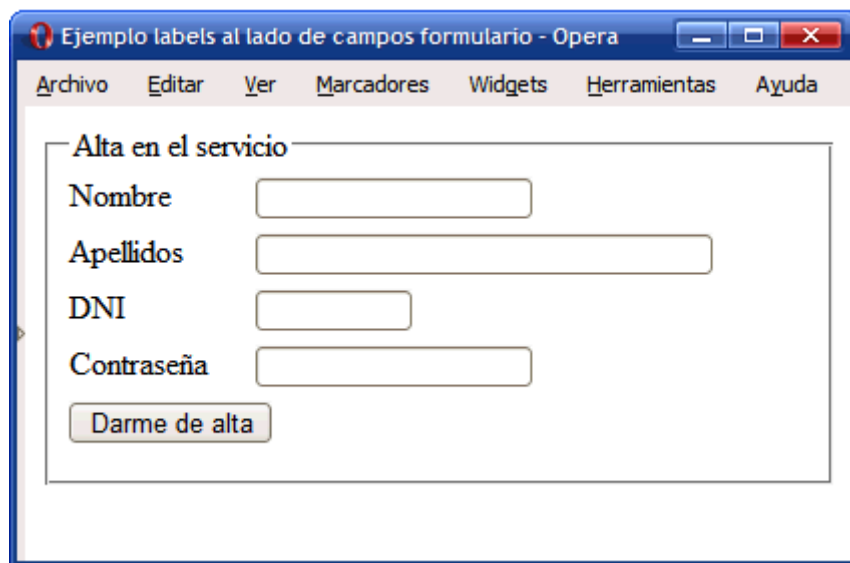 Ejemplo labels al lado de campos formulario - Opera
Archivo Editar Ver Marcadores Widgets Herramientas Ayuda
Alta en el servicio
Nombre
Apellidos
DNI
Contraseña
Darme de alta